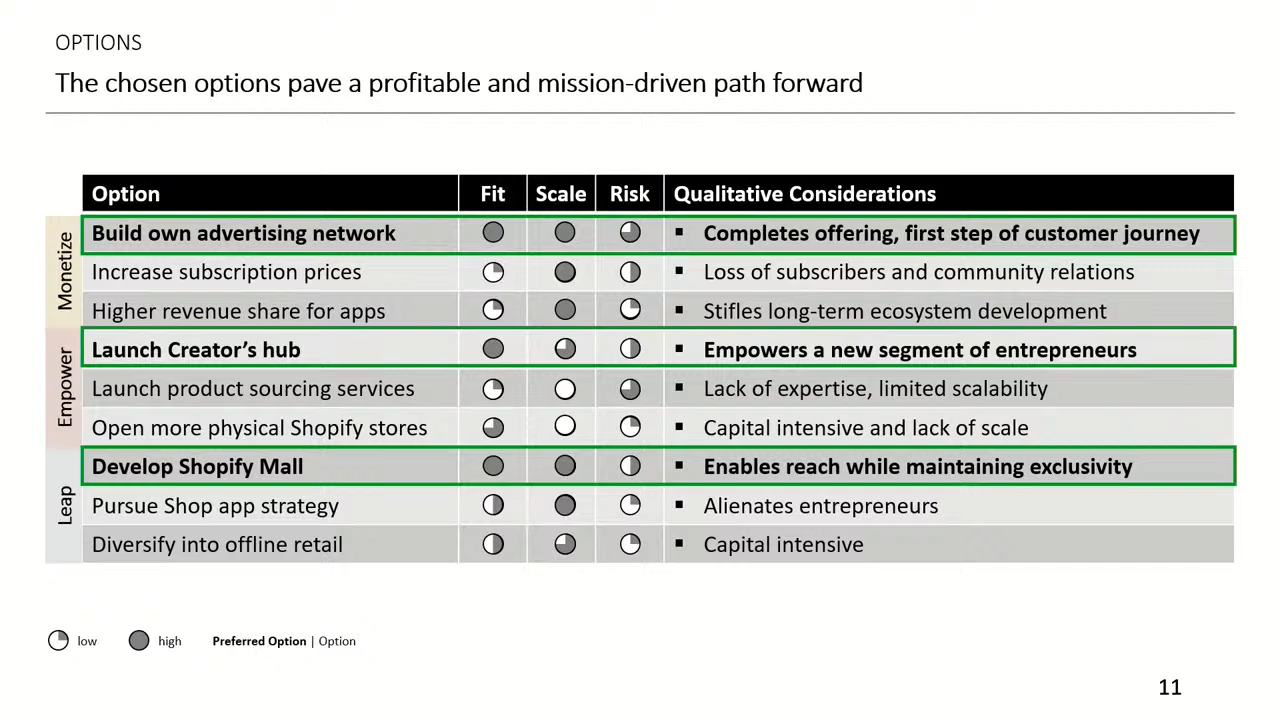 OPTIONS
The chosen options pave a profitable and mission-driven path forward
Option Fit Scale Risk Qualitative Considerations
Monetize
Build own advertising network ▪ Completes offering, first step of customer journey
Increase subscription prices ▪ Loss of subscribers and community relations
Higher revenue share for apps ▪ Stifles long-term ecosystem development
Empower
Launch Creator's hub ▪ Empowers a new segment of entrepreneurs
Launch product sourcing services ▪ Lack of expertise, limited scalability
Open more physical Shopify stores ▪ Capital intensive and lack of scale
Leap
Develop Shopify Mall ▪ Enables reach while maintaining exclusivity
Pursue Shop app strategy ▪ Alienates entrepreneurs
Diversify into offline retail ▪ Capital intensive
low high Preferred Option | Option
11